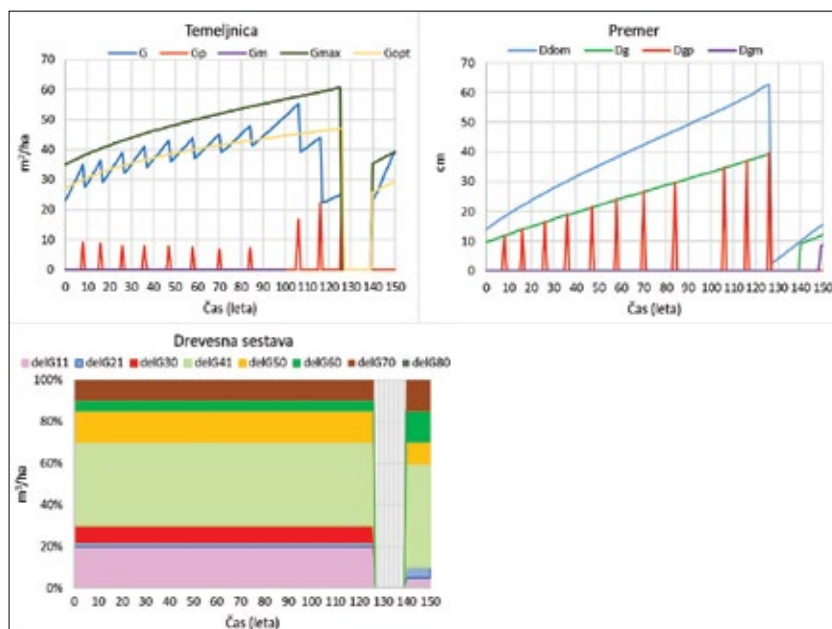 Temeljnica
G Gp Gm Gmax Gopt
70
60
50
40
30
20
10
0
m²/ha
0 10 20 30 40 50 60 70 80 90 100 110 120 130 140 150
Čas (leta)
Premer
Ddom Dg Dgp Dgm
70
60
50
40
30
20
10
0
cm
0 10 20 30 40 50 60 70 80 90 100 110 120 130 140 150
Čas (leta)
Drevesna sestava
delG11 delG21 delG30 delG41 delG50 delG60 delG70 delG80
100%
80%
60%
40%
20%
0%
m³/ha
0 10 20 30 40 50 60 70 80 90 100 110 120 130 140 150
Čas (leta)